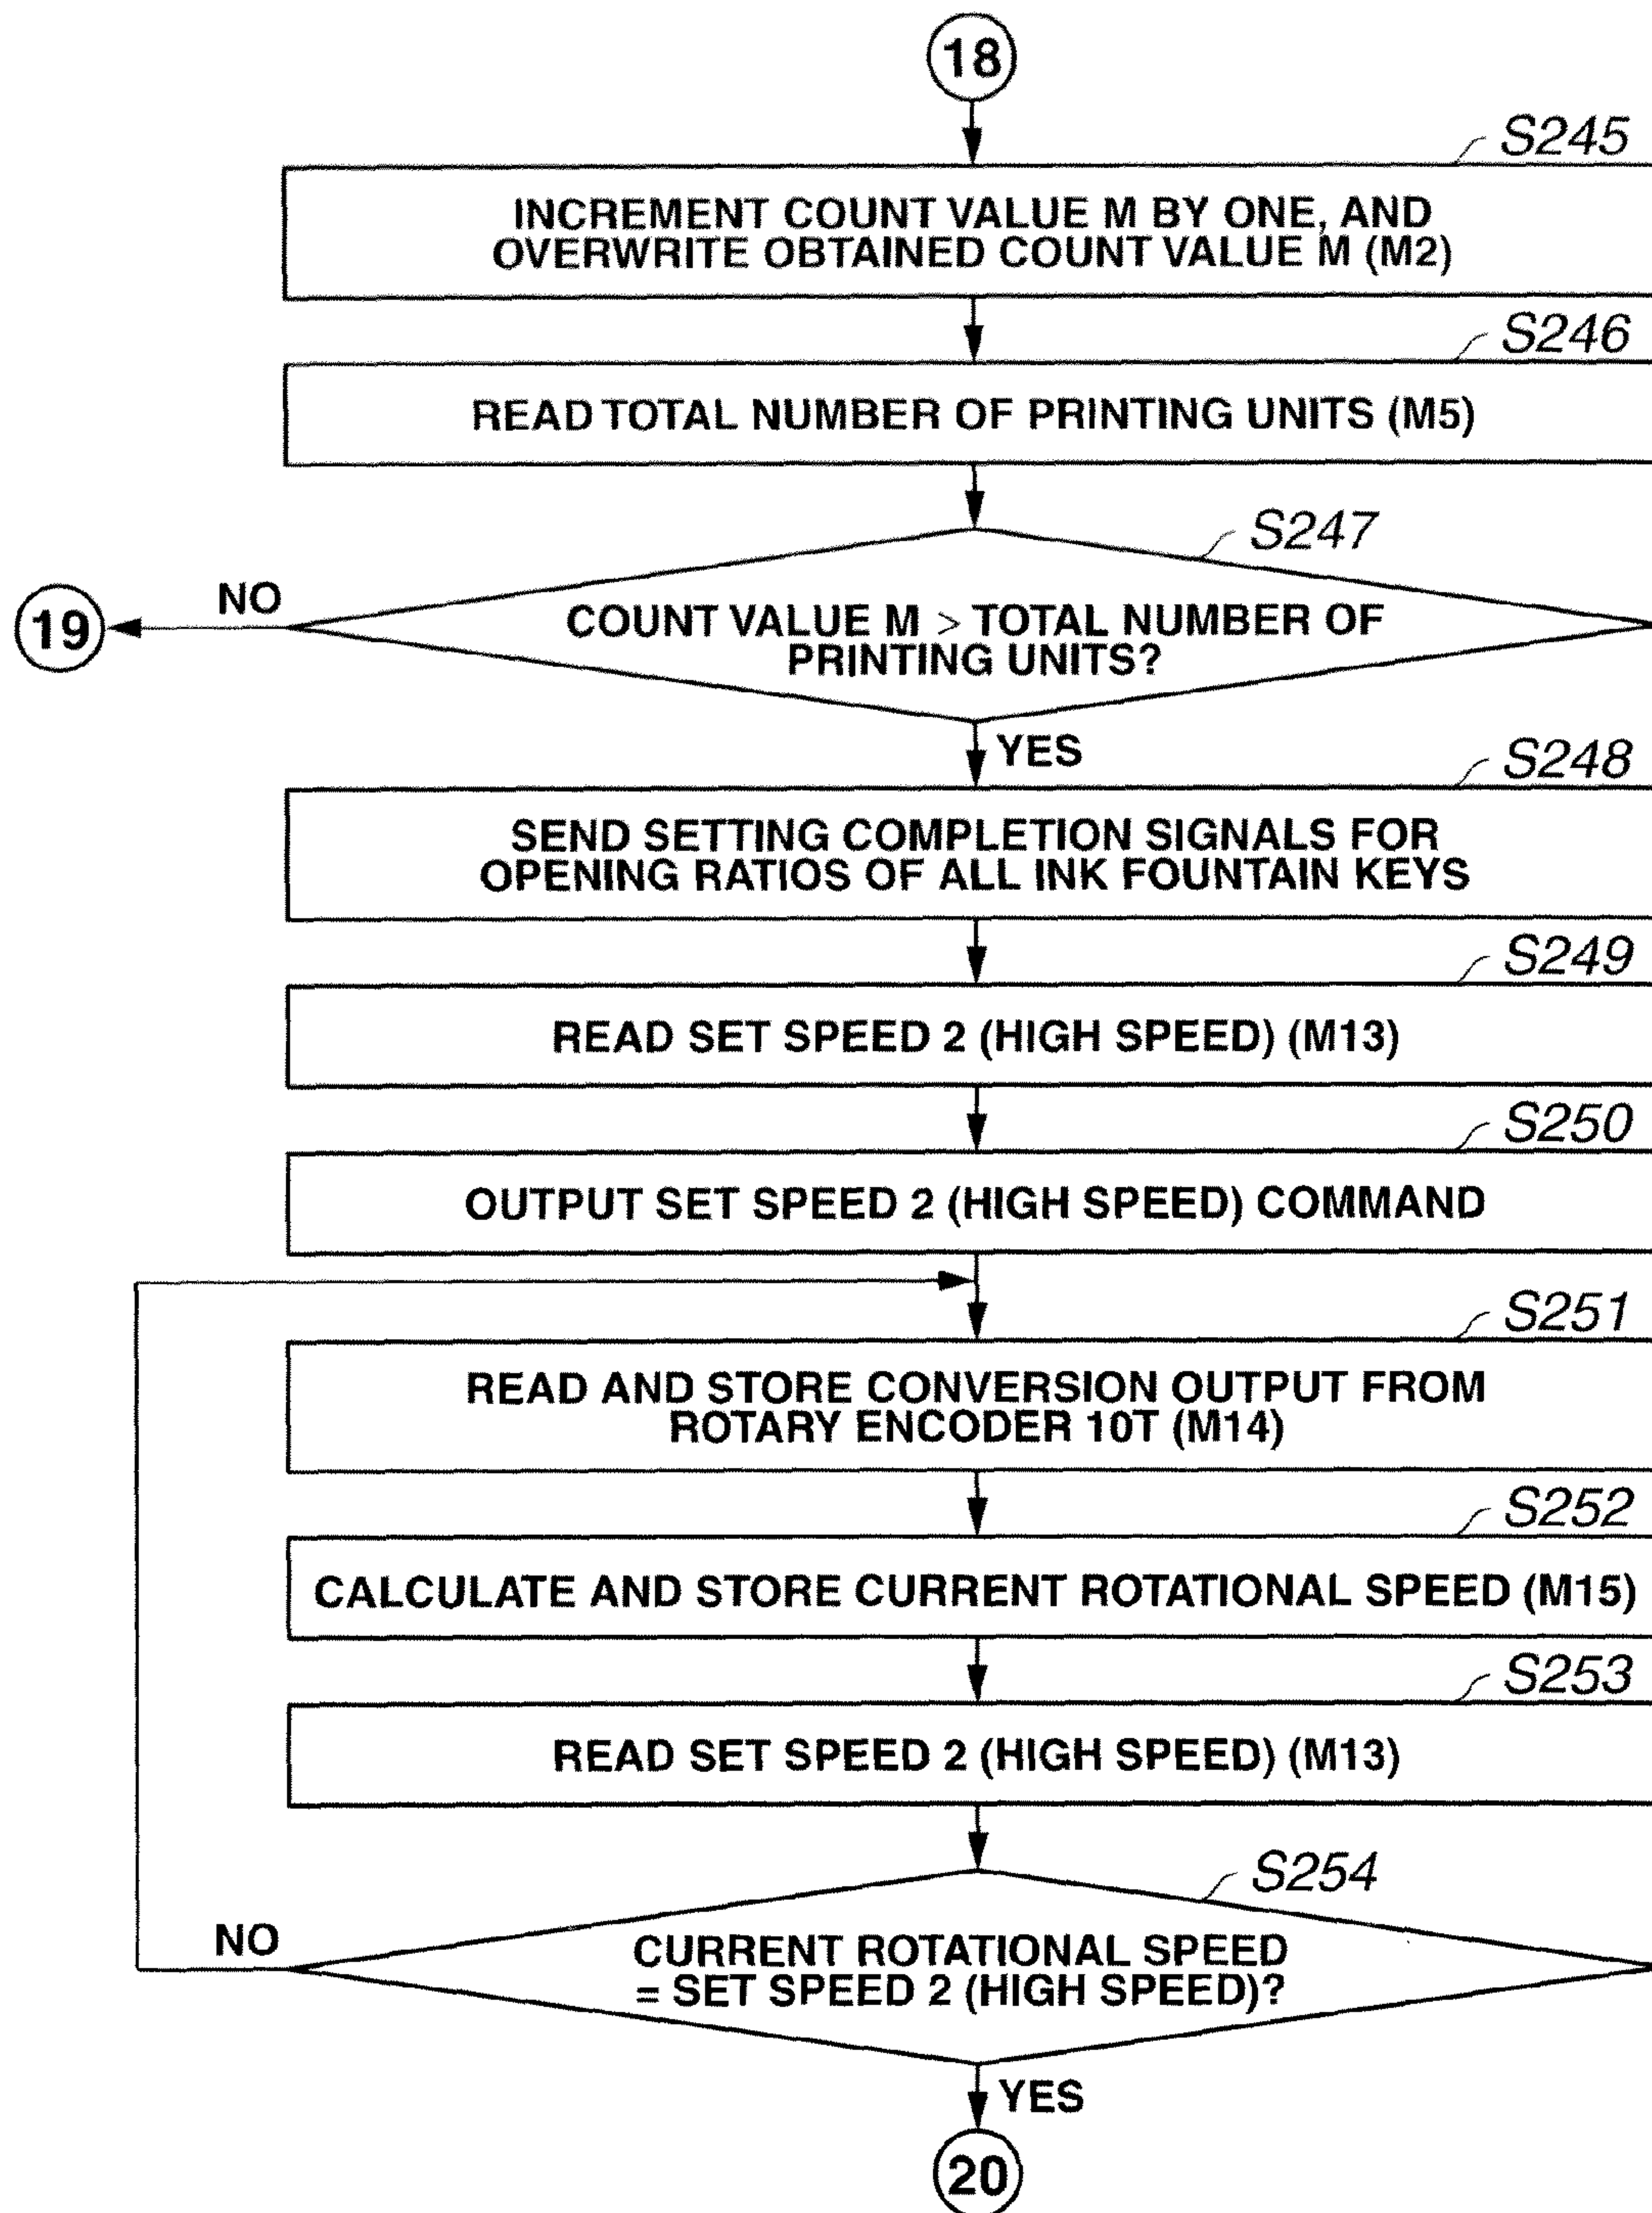 18
S245
INCREMENT COUNT VALUE M BY ONE, AND
OVERWRITE OBTAINED COUNT VALUE M (M2)
S246
READ TOTAL NUMBER OF PRINTING UNITS (M5)
S247
NO
19
COUNT VALUE M > TOTAL NUMBER OF
PRINTING UNITS?
YES
S248
SEND SETTING COMPLETION SIGNALS FOR
OPENING RATIOS OF ALL INK FOUNTAIN KEYS
S249
READ SET SPEED 2 (HIGH SPEED) (M13)
S250
OUTPUT SET SPEED 2 (HIGH SPEED) COMMAND
S251
READ AND STORE CONVERSION OUTPUT FROM
ROTARY ENCODER 10T (M14)
S252
CALCULATE AND STORE CURRENT ROTATIONAL SPEED (M15)
S253
READ SET SPEED 2 (HIGH SPEED) (M13)
S254
NO
CURRENT ROTATIONAL SPEED
= SET SPEED 2 (HIGH SPEED)?
YES
20